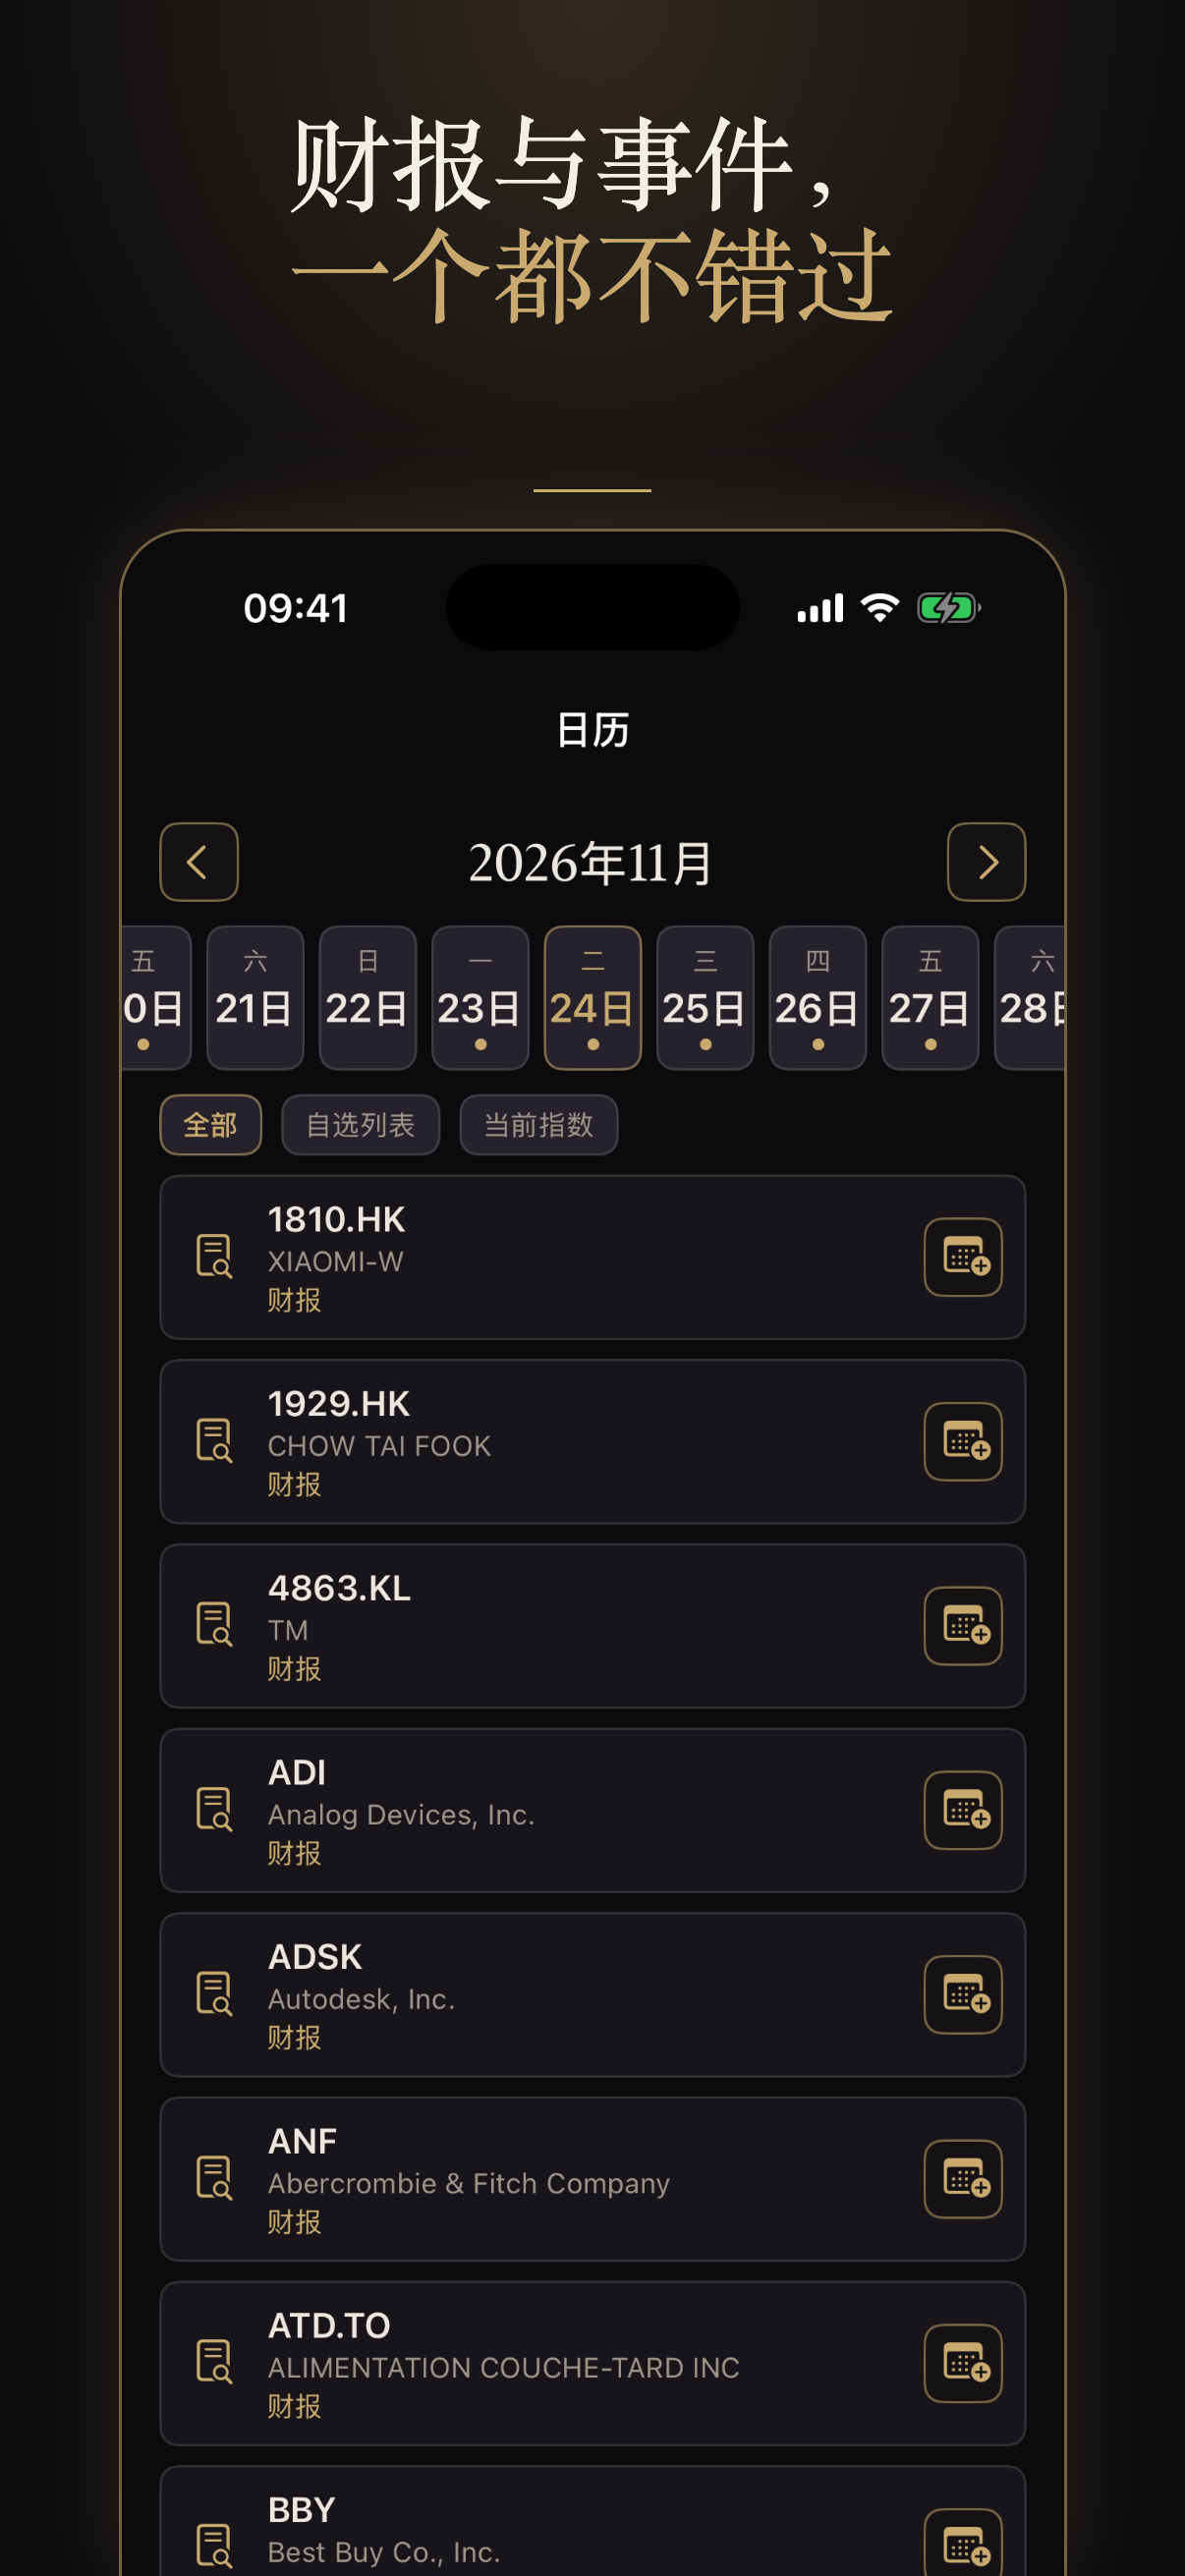 财报与事件，
一个都不错过
09:41
日历
2026年11月
五 六 日 一 二 三 四 五 六
0日 21日 22日 23日 24日 25日 26日 27日 28日
全部 自选列表 当前指数
1810.HK
XIAOMI-W
财报
1929.HK
CHOW TAI FOOK
财报
4863.KL
TM
财报
ADI
Analog Devices, Inc.
财报
ADSK
Autodesk, Inc.
财报
ANF
Abercrombie & Fitch Company
财报
ATD.TO
ALIMENTATION COUCHE-TARD INC
财报
BBY
Best Buy Co., Inc.